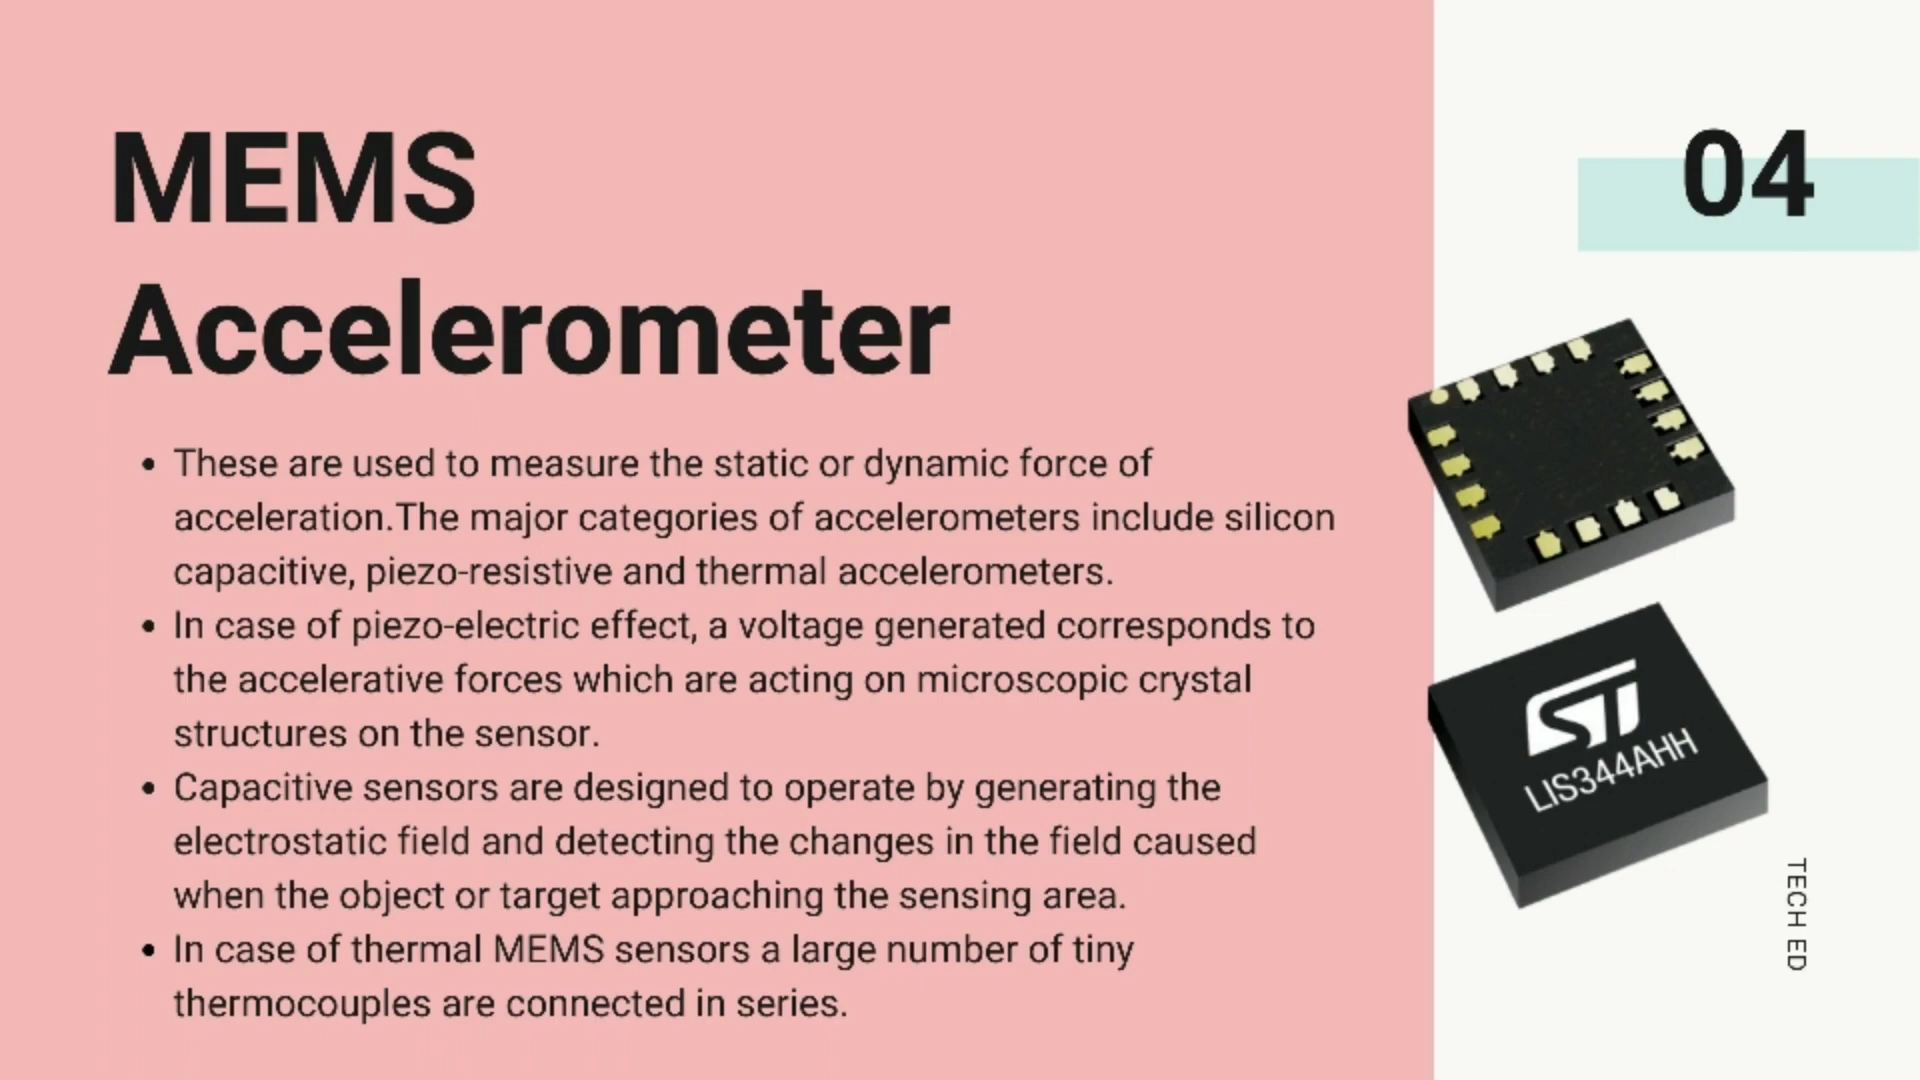 MEMS
Accelerometer
04
• These are used to measure the static or dynamic force of
acceleration.The major categories of accelerometers include silicon
capacitive, piezo-resistive and thermal accelerometers.
• In case of piezo-electric effect, a voltage generated corresponds to
the accelerative forces which are acting on microscopic crystal
structures on the sensor.
• Capacitive sensors are designed to operate by generating the
electrostatic field and detecting the changes in the field caused
when the object or target approaching the sensing area.
• In case of thermal MEMS sensors a large number of tiny
thermocouples are connected in series.
ST
LIS344AHH
TECH ED